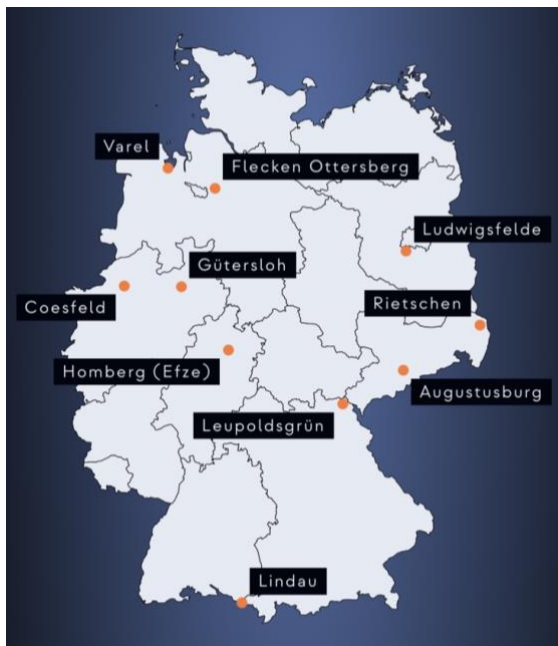 Varel
Flecken Ottersberg
Ludwigsfelde
Gütersloh
Coesfeld
Rietschen
Homberg (Efze)
Augustusburg
Leupoldsgrün
Lindau